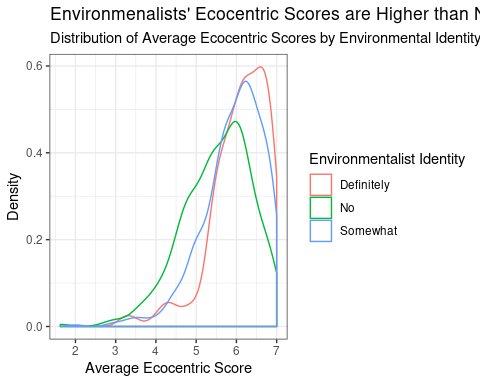 Environmenalists' Ecocentric Scores are Higher than N
Distribution of Average Ecocentric Scores by Environmental Identity
0.6
0.4
0.2
0.0
Density
2 3 4 5 6 7
Average Ecocentric Score
Environmentalist Identity
Definitely
No
Somewhat